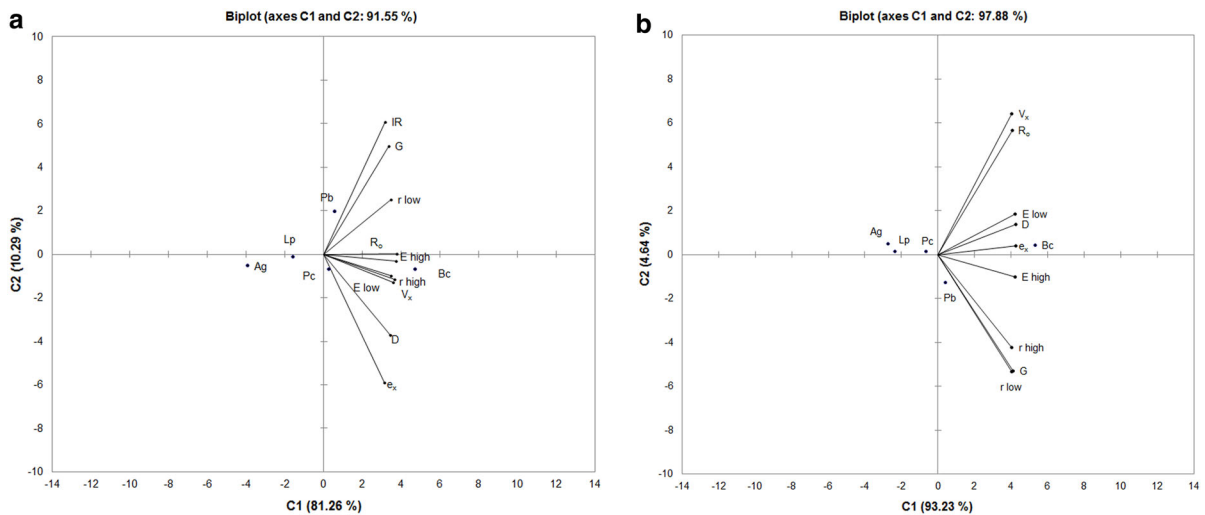 a
Biplot (axes C1 and C2: 91.55 %)
10
8
6
4
2
0
-2
-4
-6
-8
-10
C2 (10.29 %)
IR
G
r low
Pb
Lp
Ag
Pc
Rₒ
E high
Bc
r high
E low
Vₓ
D
eₓ
-14 -12 -10 -8 -6 -4 -2 0 2 4 6 8 10 12 14
C1 (81.26 %)
b
Biplot (axes C1 and C2: 97.88 %)
10
8
6
4
2
0
-2
-4
-6
-8
-10
C2 (4.64 %)
Vₓ
Rₒ
E low
D
Ag Lp Pc
eₓ Bc
E high
Pb
r high
G
r low
-14 -12 -10 -8 -6 -4 -2 0 2 4 6 8 10 12 14
C1 (93.23 %)